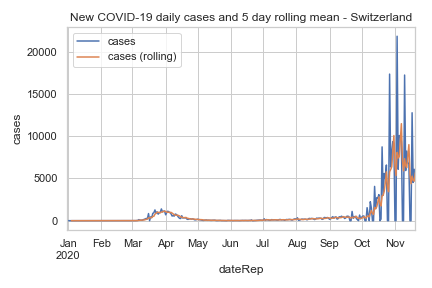 New COVID-19 daily cases and 5 day rolling mean - Switzerland
cases
cases (rolling)
20000
15000
10000
5000
0
cases
Jan Feb Mar Apr May Jun Jul Aug Sep Oct Nov
2020
dateRep